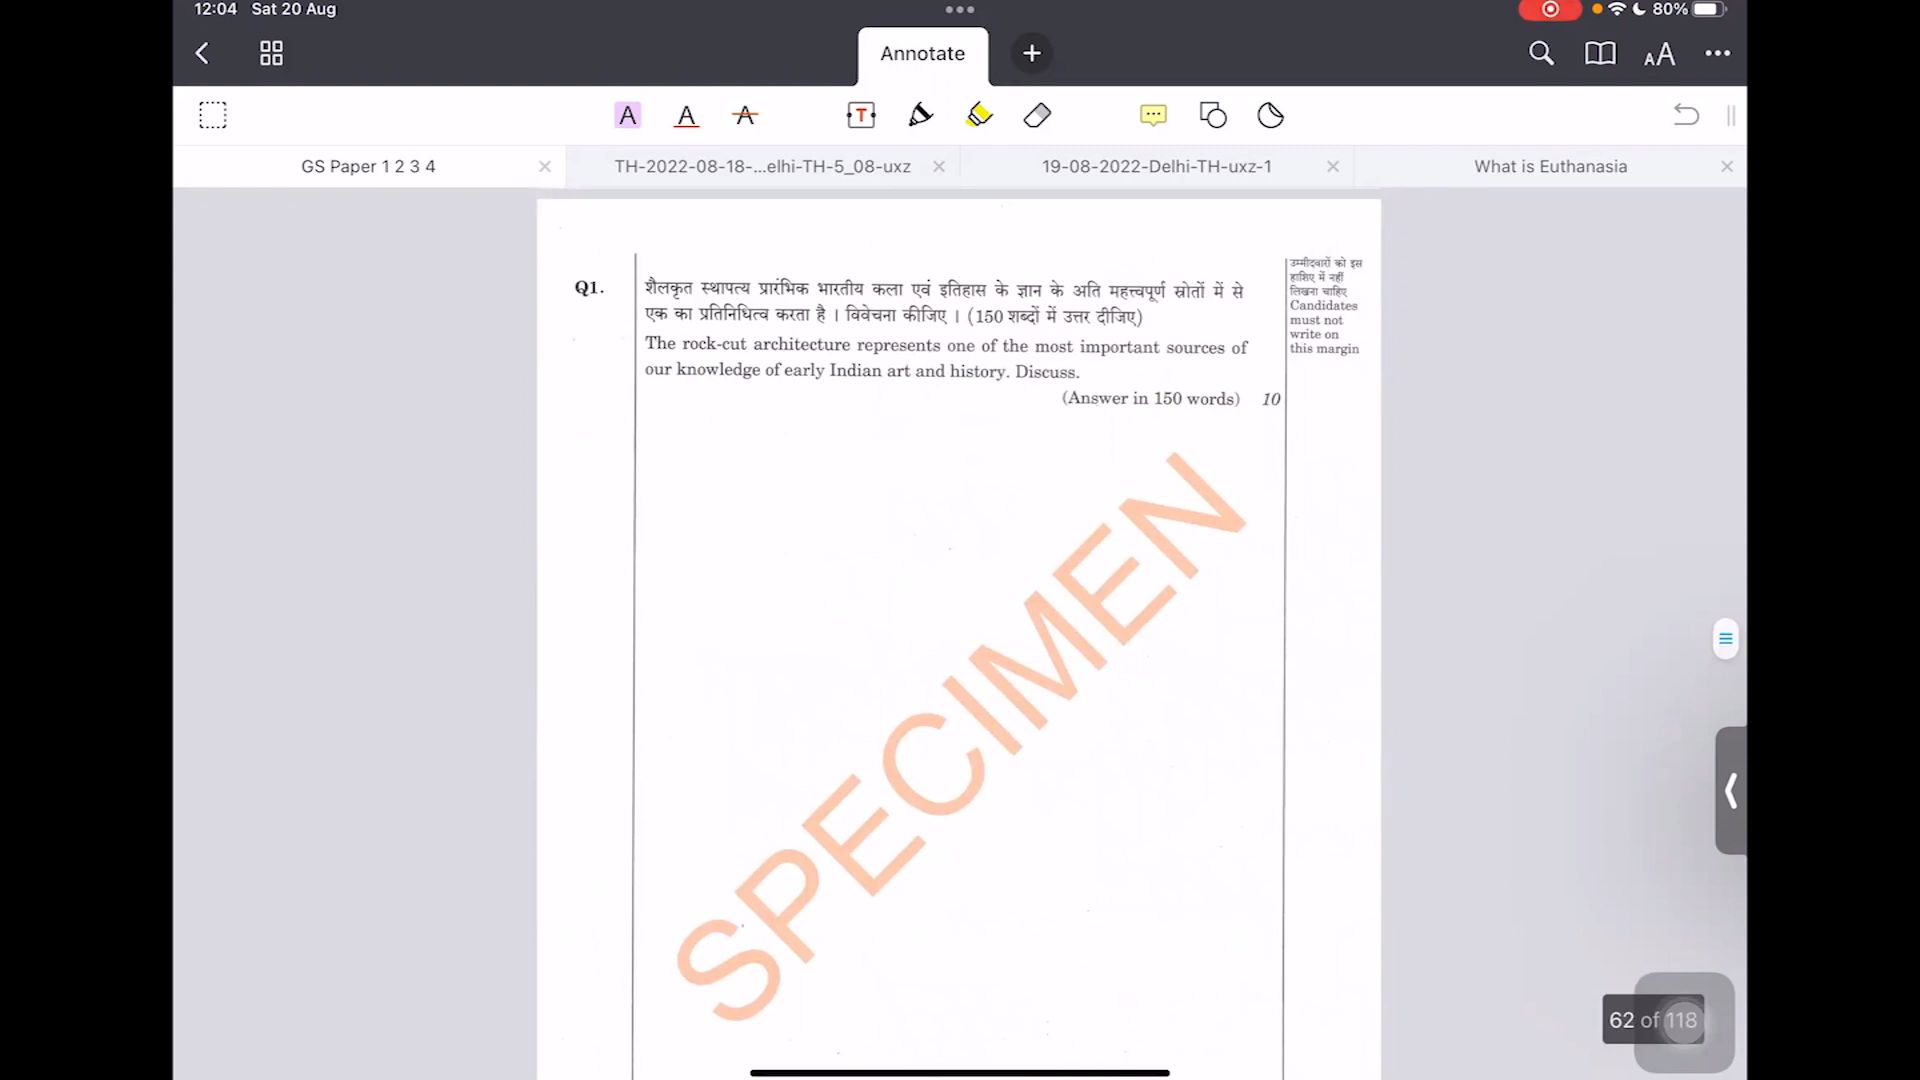 12:04 Sat 20 Aug
80%
Annotate
AA
A A A T
GS Paper 1 2 3 4
TH-2022-08-18-...elhi-TH-5_08-uxz
19-08-2022-Delhi-TH-uxz-1
What is Euthanasia
Q1.
शैलकृत स्थापत्य प्रारंभिक भारतीय कला एवं इतिहास के ज्ञान के अति महत्त्वपूर्ण स्रोतों में से
एक का प्रतिनिधित्व करता है । विवेचना कीजिए । (150 शब्दों में उत्तर दीजिए)
The rock-cut architecture represents one of the most important sources of
our knowledge of early Indian art and history. Discuss.
(Answer in 150 words) 10
उम्मीदवारों को इस
हाशिए में नहीं
लिखना चाहिए
Candidates
must not
write on
this margin
SPECIMEN
62 of 118